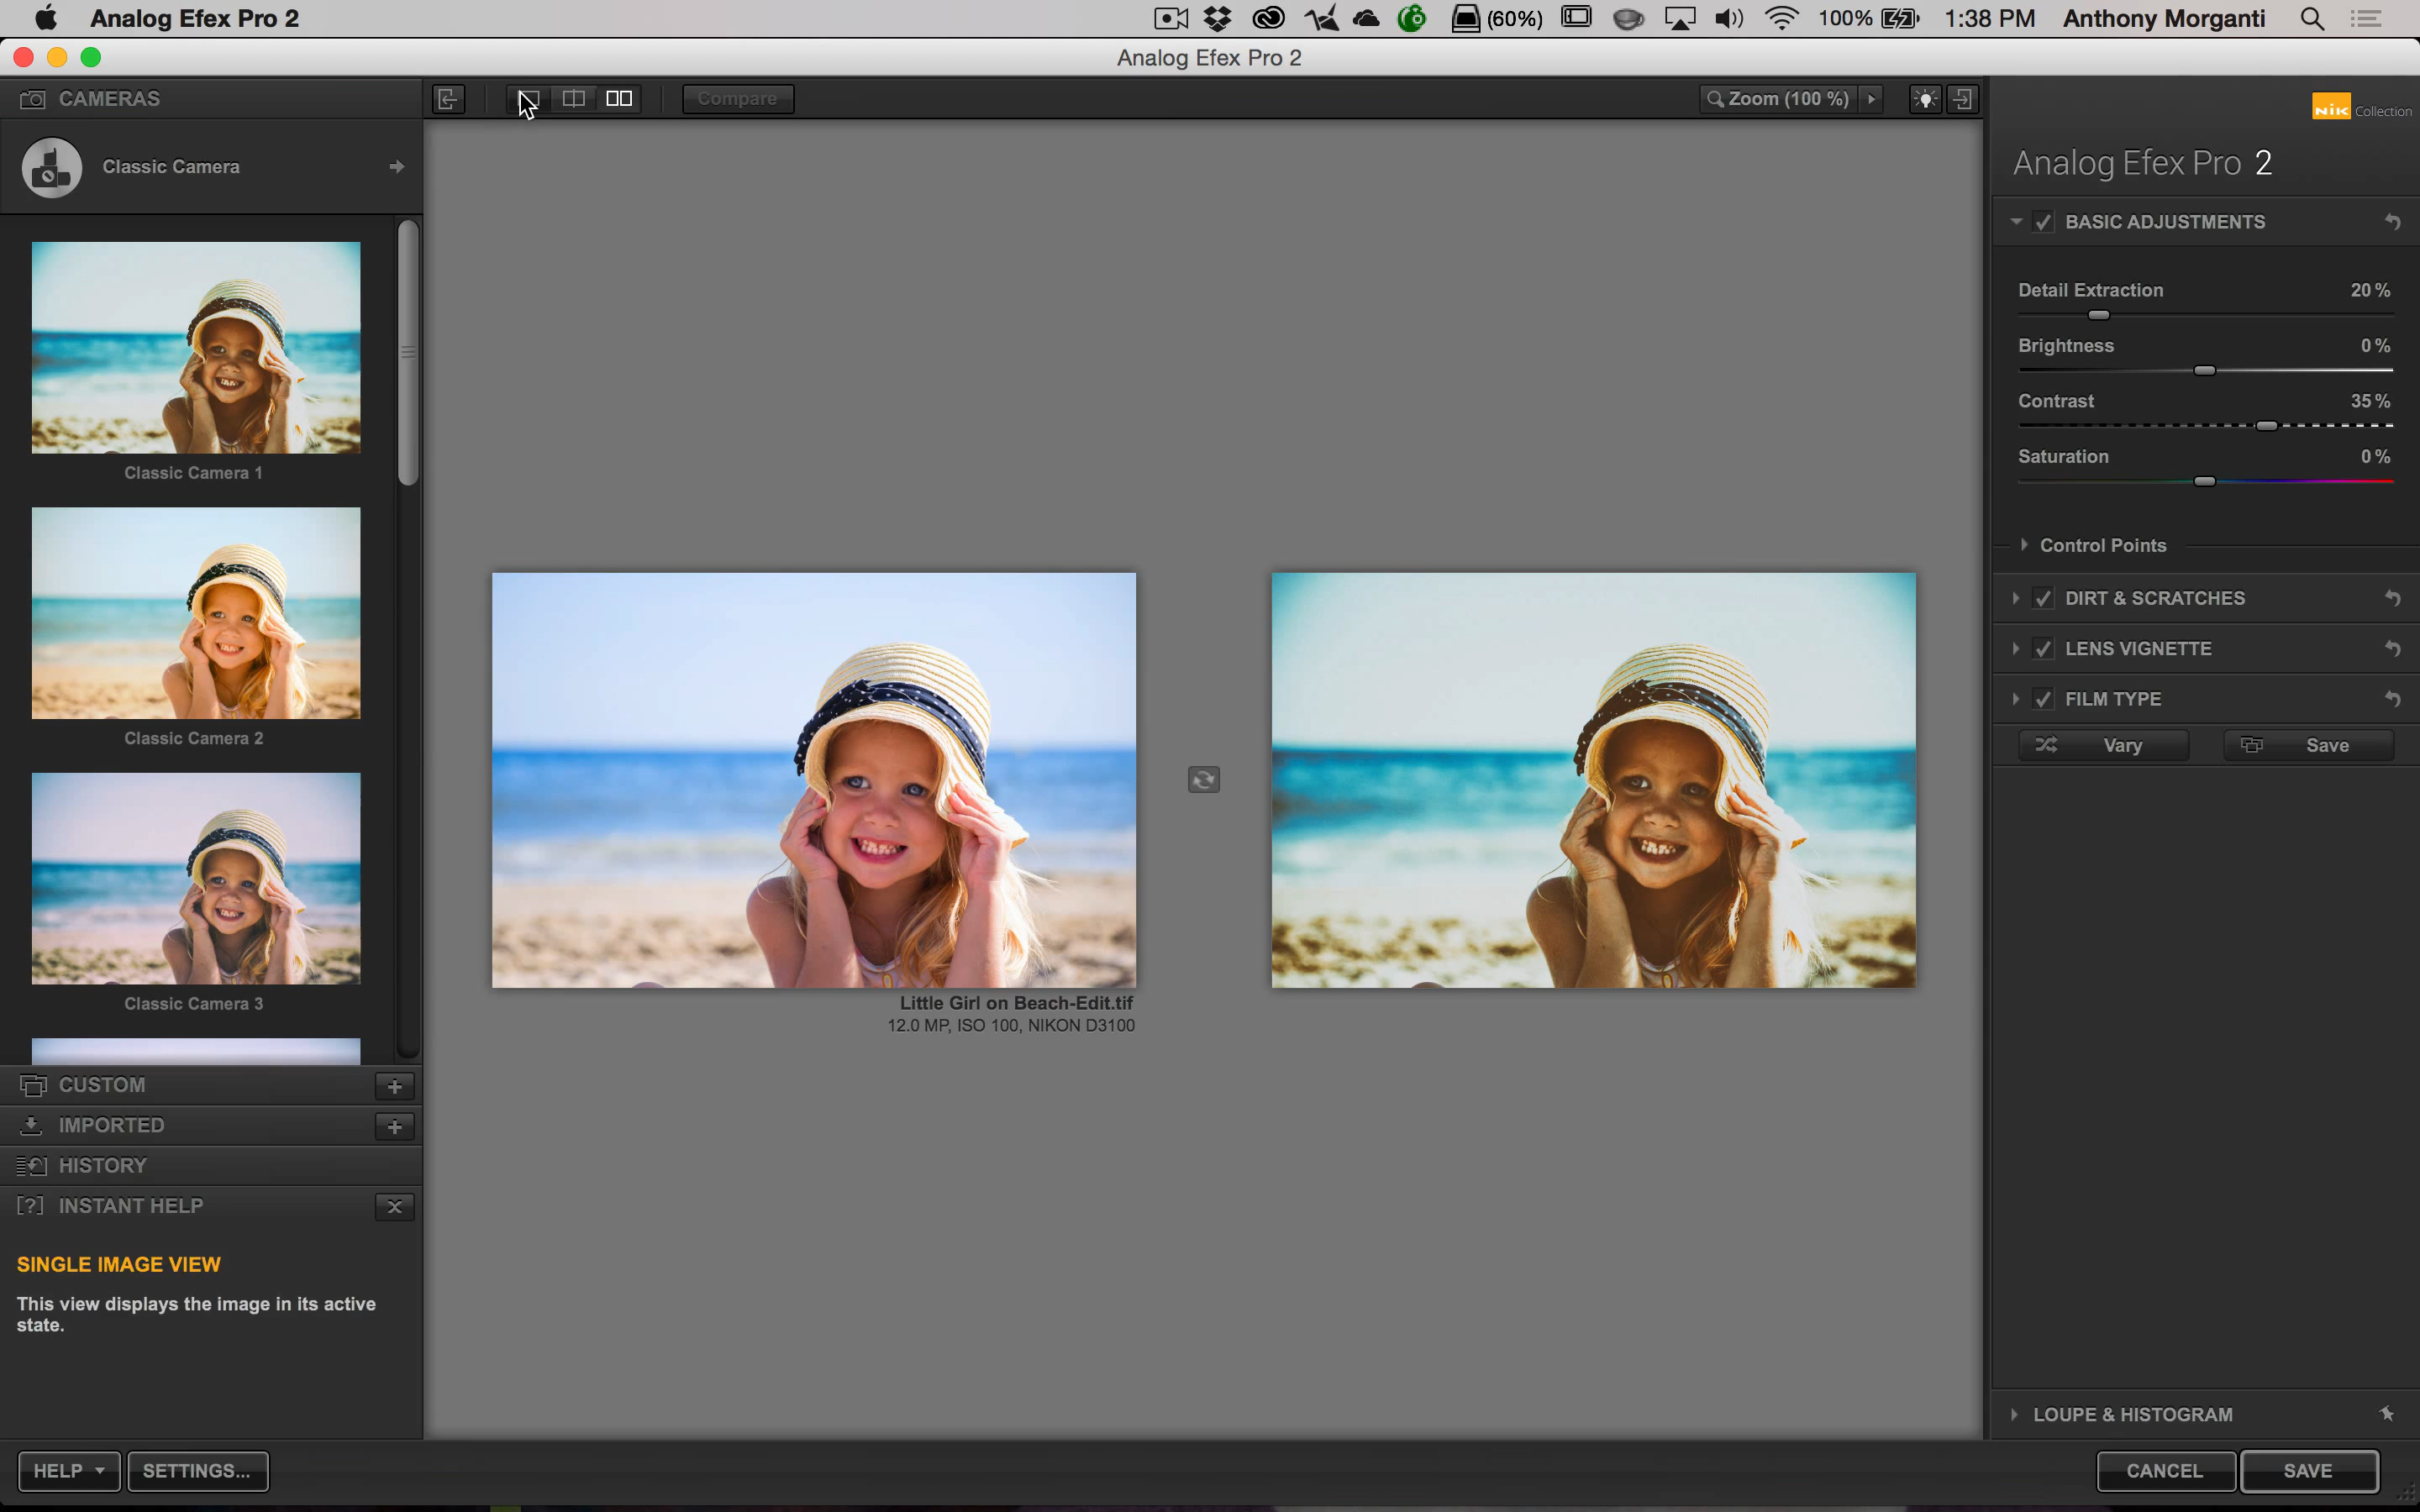 Analog Efex Pro 2
(60%)
100%
1:38 PM
Anthony Morganti
Analog Efex Pro 2
CAMERAS
Compare
Zoom (100 %)
Nik Collection
Classic Camera
Analog Efex Pro 2
Classic Camera 1
Classic Camera 2
Classic Camera 3
CUSTOM
IMPORTED
HISTORY
[?] INSTANT HELP
SINGLE IMAGE VIEW
This view displays the image in its active
state.
Little Girl on Beach-Edit.tif
12.0 MP, ISO 100, NIKON D3100
BASIC ADJUSTMENTS
Detail Extraction 20 %
Brightness 0 %
Contrast 35 %
Saturation 0 %
Control Points
DIRT & SCRATCHES
LENS VIGNETTE
FILM TYPE
Vary Save
LOUPE & HISTOGRAM
HELP SETTINGS...
CANCEL SAVE